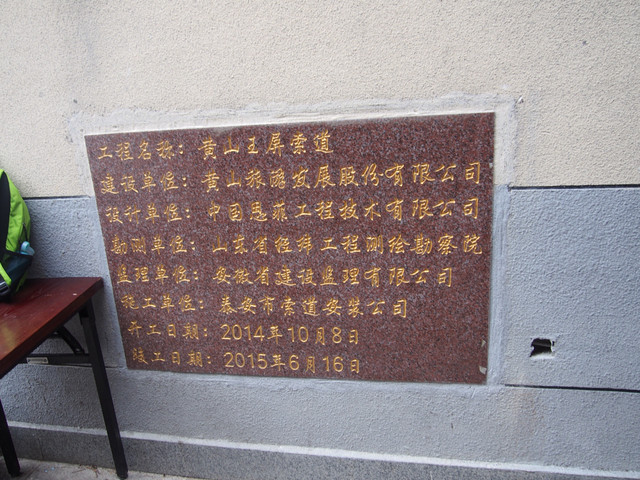 工程名称：黄山玉屏索道
建设单位：黄山旅游发展股份有限公司
设计单位：中国恩菲工程技术有限公司
勘测单位：山东省经纬工程测绘勘察院
监理单位：安徽省建设监理有限公司
施工单位：泰安市索道安装公司
开工日期：2014年10月8日
竣工日期：2015年6月16日